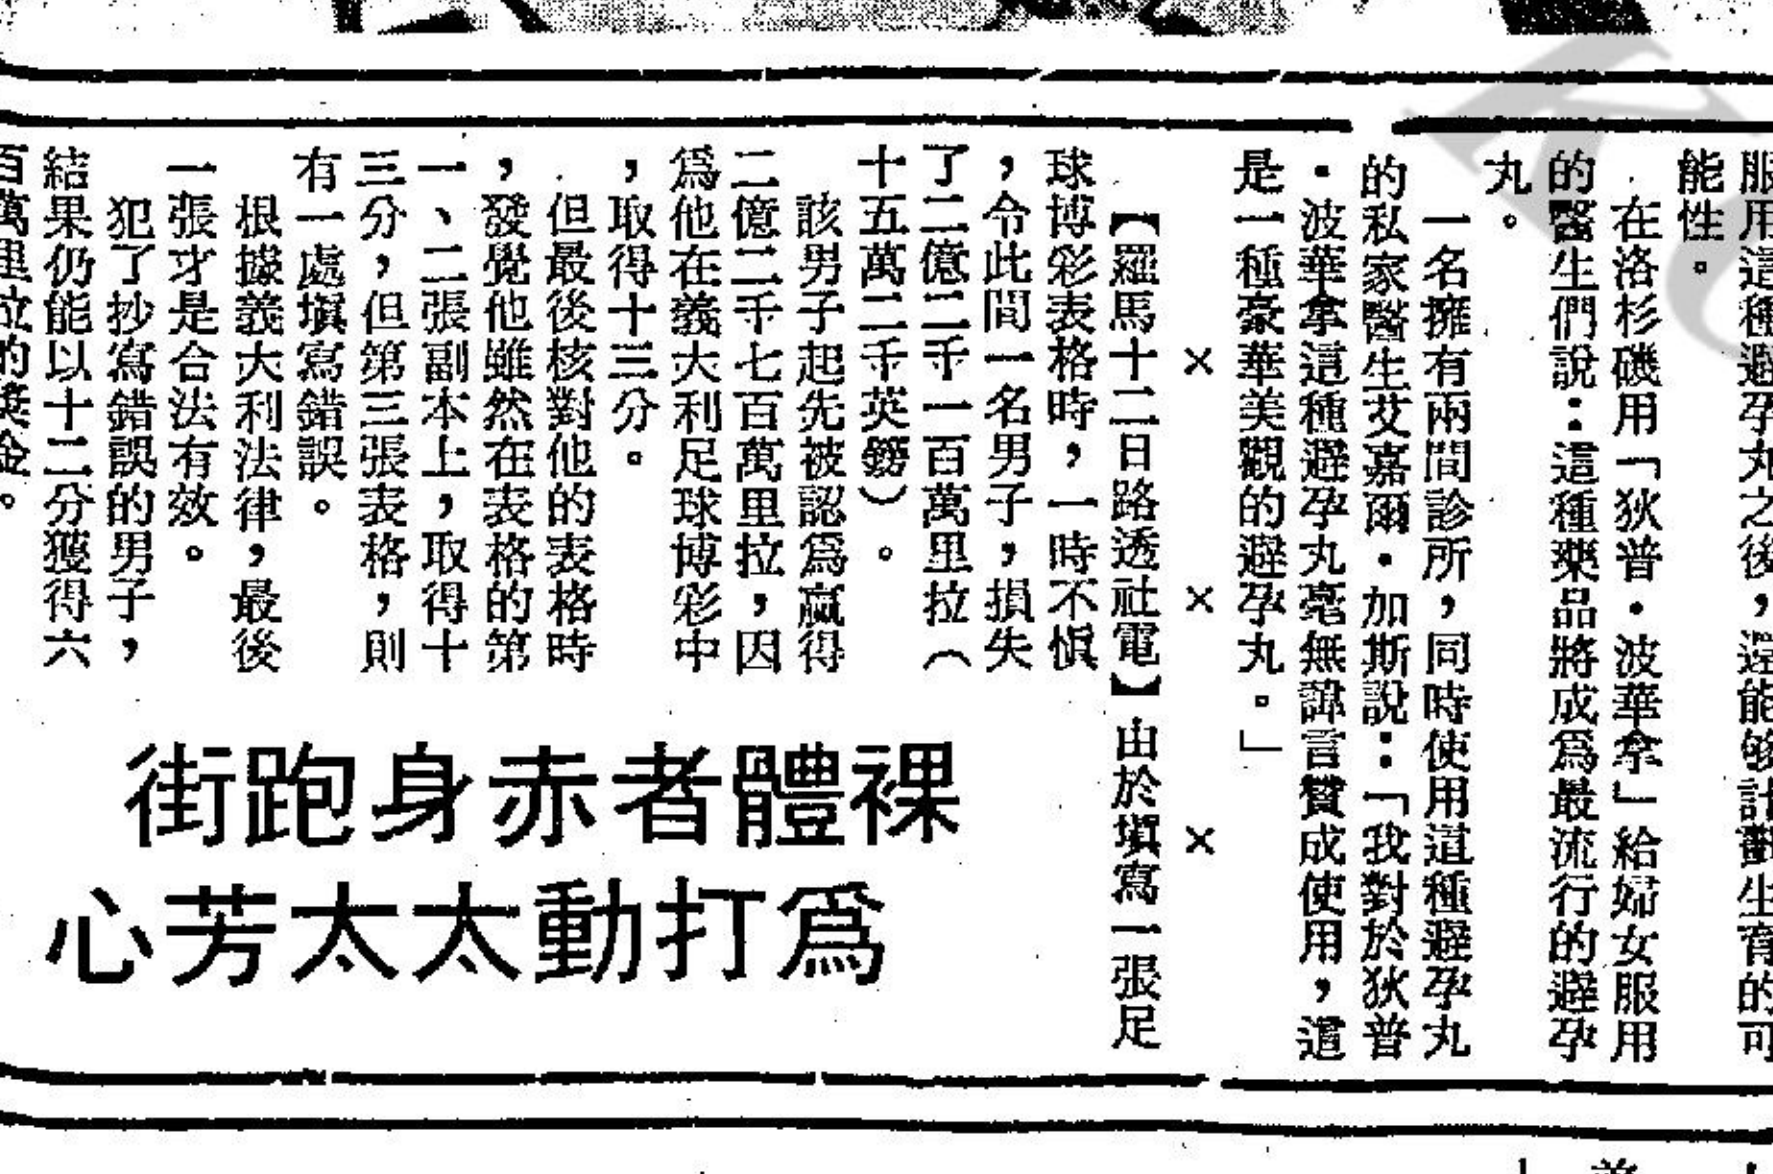 服用這種避孕丸之後，還能够計劃生育的可
能性。
在洛杉磯用「狄普・波華拿」給婦女服用
的醫生們說：這種藥品將成爲最流行的避孕
丸。
一名擁有兩間診所，同時使用這種避孕丸
的私家醫生艾嘉爾・加斯說：「我對於狄普
・波華拿這種避孕丸毫無諱言贊成使用，這
是一種豪華美觀的避孕丸。」
× × ×
【羅馬十二日路透社電】由於塡寫一張足
球博彩表格時，一時不愼
，令此間一名男子，損失
了二億二千一百萬里拉（
十五萬二千英鎊）。
該男子起先被認爲贏得
二億二千七百萬里拉，因
爲他在義大利足球博彩中
，取得十三分。
但最後核對他的表格時
，發覺他雖然在表格的第
一、二張副本上，取得十
三分，但第三張表格，則
有一處塡寫錯誤。
根據義大利法律，最後
一張才是合法有效。
犯了抄寫錯誤的男子，
結果仍能以十二分獲得六
百萬里拉的獎金。
裸體者赤身跑街
爲打動太太芳心